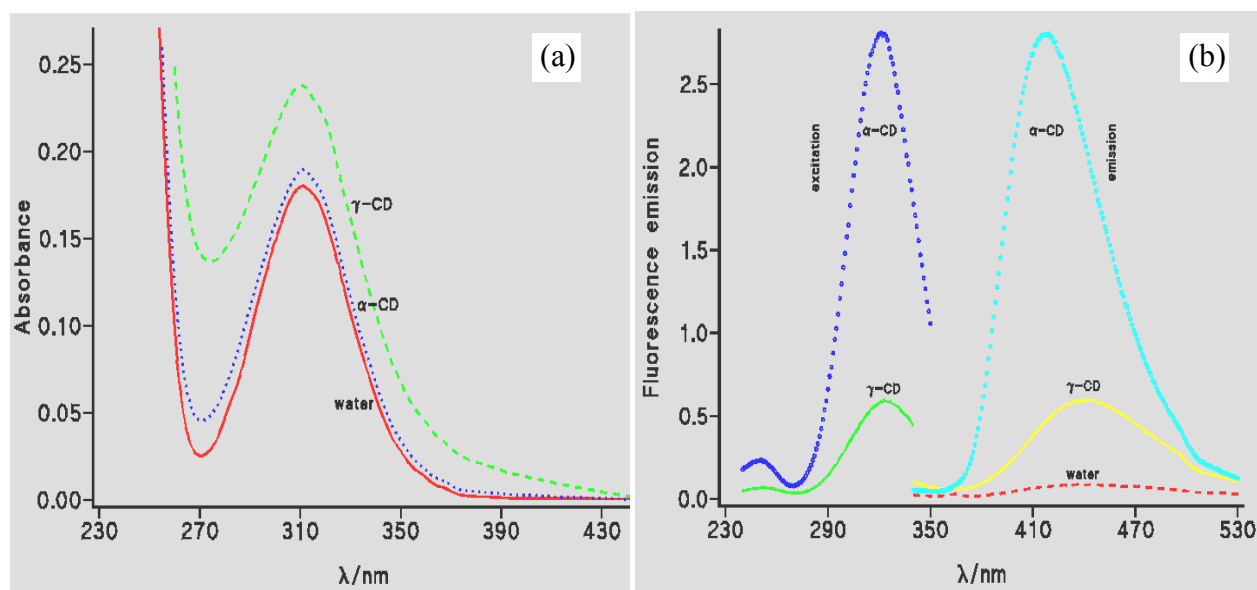 (a)
Absorbance
0.25
0.20
0.15
0.10
0.05
0.00
γ-CD
α-CD
water
230 270 310 350 390 430
λ/nm
(b)
Fluorescence emission
2.5
2.0
1.5
1.0
0.5
0.0
excitation
α-CD
α-CD
emission
γ-CD
γ-CD
water
230 290 350 410 470 530
λ/nm